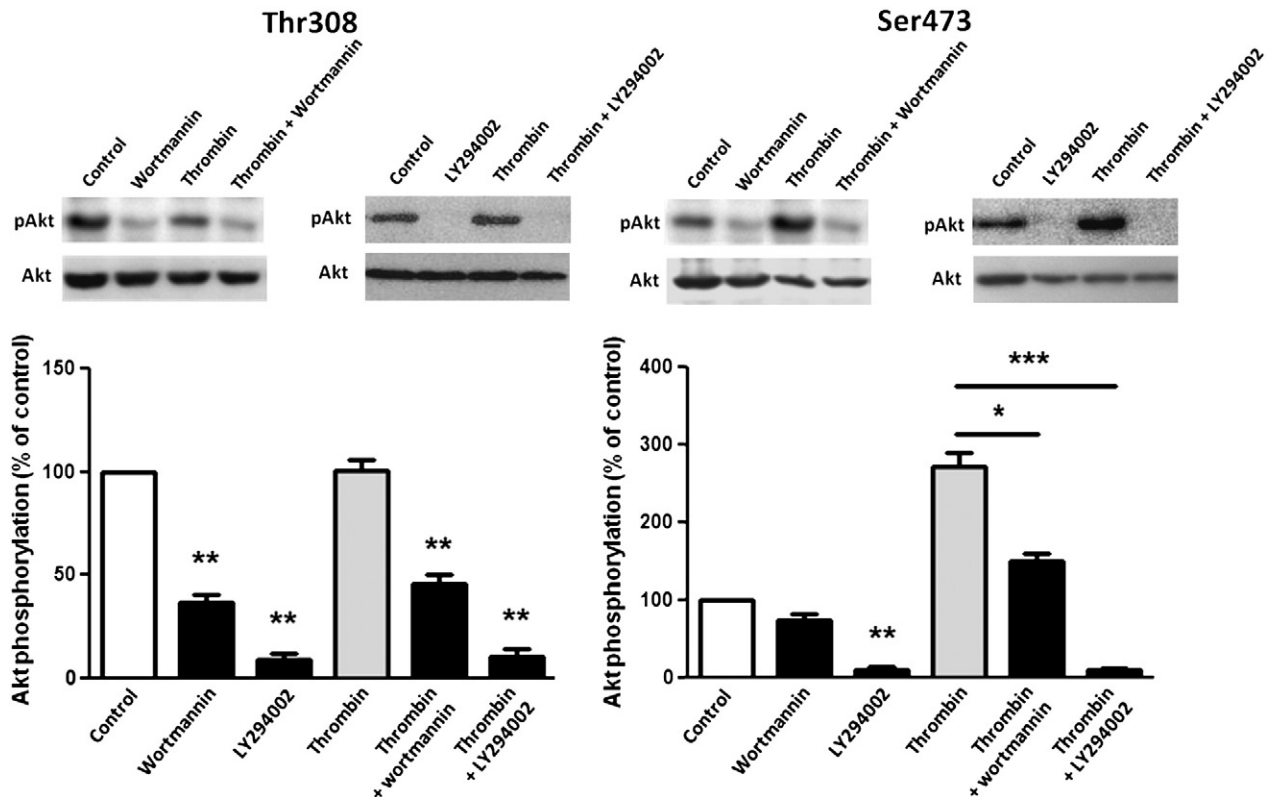 Thr308
Ser473
Control
Wortmannin
Thrombin
Thrombin + Wortmannin
Control
LY294002
Thrombin
Thrombin + LY294002
Control
Wortmannin
Thrombin
Thrombin + Wortmannin
Control
LY294002
Thrombin
Thrombin + LY294002
pAkt
pAkt
pAkt
pAkt
Akt
Akt
Akt
Akt
Akt phosphorylation (% of control)
150
100
50
0
**
**
**
**
Control
Wortmannin
LY294002
Thrombin
Thrombin
+ wortmannin
Thrombin
+ LY294002
Akt phosphorylation (% of control)
400
300
200
100
0
***
*
**
Control
Wortmannin
LY294002
Thrombin
Thrombin
+ wortmannin
Thrombin
+ LY294002